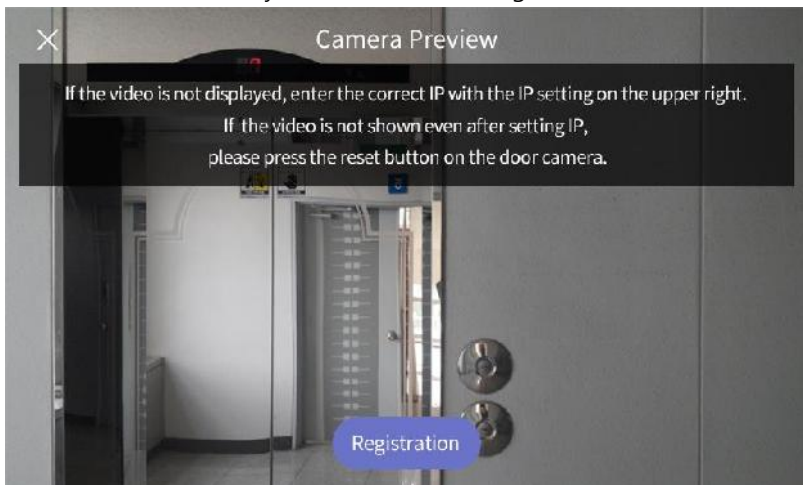 Camera Preview
If the video is not displayed, enter the correct IP with the IP setting on the upper right.
If the video is not shown even after setting IP,
please press the reset button on the door camera.
Registration